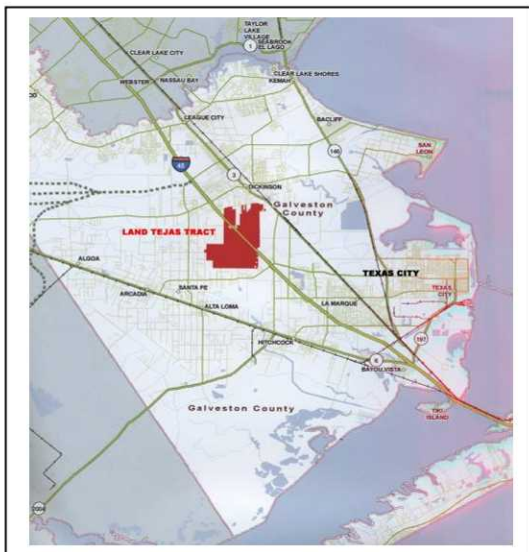 TAYLOR
LAKE
VILLAGE
SEABROOK
EL LAGO
CLEAR LAKE CITY
1
WEBSTER
NASSAU BAY
CLEAR LAKE SHORES
KEMAH
LEAGUE CITY
BACLIFF
SAN
LEON
146
45
3
DICKINSON
Galveston
County
LAND TEJAS TRACT
TEXAS CITY
ALGOA
SANTA FE
ARCADIA
ALTA LOMA
LA MARQUE
TEXAS
CITY
HITCHCOCK
197
6
BAYOU VISTA
TIKI
ISLAND
Galveston County
2004